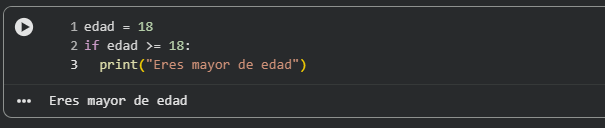 1 edad = 18
2 if edad >= 18:
3   print("Eres mayor de edad")
Eres mayor de edad